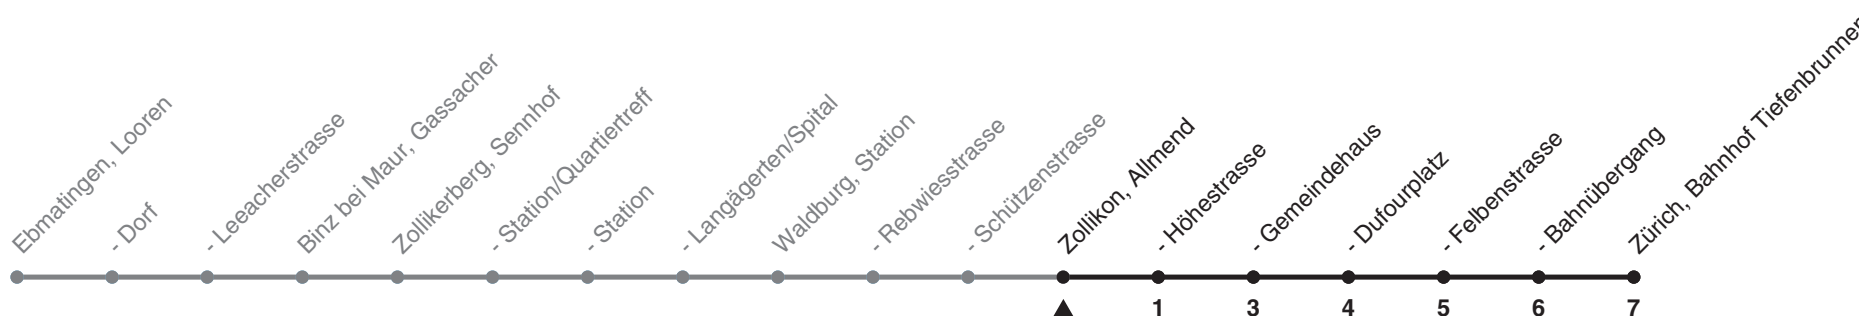 Ebmatingen, Looren
- Dorf
- Leeacherstrasse
Binz bei Maur, Gassacher
Zollikerberg, Sennhof
- Station/Quartiertreff
- Station
- Langägerten/Spital
Waldburg, Station
- Rebwiesstrasse
- Schützenstrasse
Zollikon, Allmend
- Höhestrasse
- Gemeindehaus
- Dufourplatz
- Felbenstrasse
- Bahnübergang
Zürich, Bahnhof Tiefenbrunnen
1 3 4 5 6 7